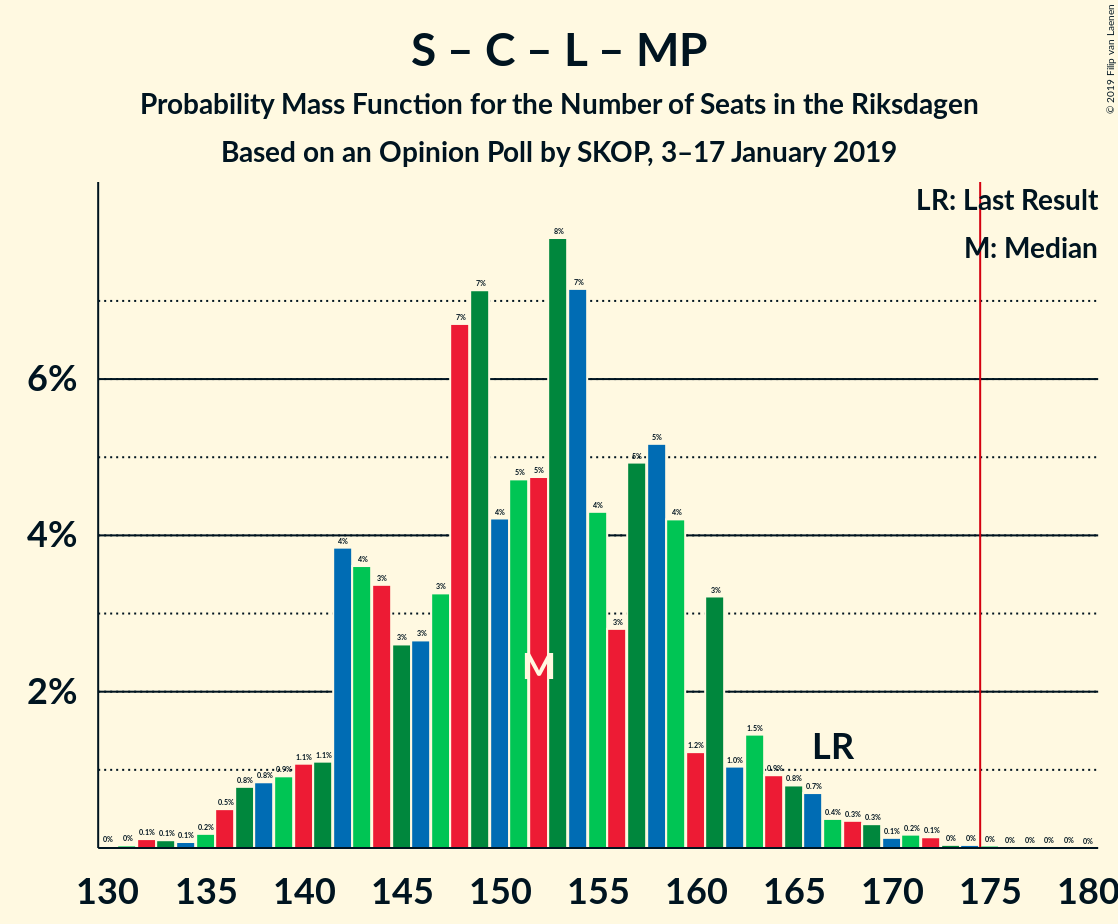 S – C – L – MP
Probability Mass Function for the Number of Seats in the Riksdagen
Based on an Opinion Poll by SKOP, 3–17 January 2019
© 2019 Filip van Laenen
LR: Last Result
M: Median
6%
4%
2%
0% 0% 0.1% 0.1% 0.1% 0.2% 0.5% 0.8% 0.8% 0.9% 1.1% 1.1% 4% 4% 3% 3% 3% 3% 7% 7% 4% 5% 5% 8% 7% 4% 3% 5% 5% 4% 1.2% 3% 1.0% 1.5% 0.9% 0.8% 0.7% 0.4% 0.3% 0.3% 0.1% 0.2% 0.1% 0% 0% 0% 0% 0% 0% 0% 0%
M
LR
130 135 140 145 150 155 160 165 170 175 180